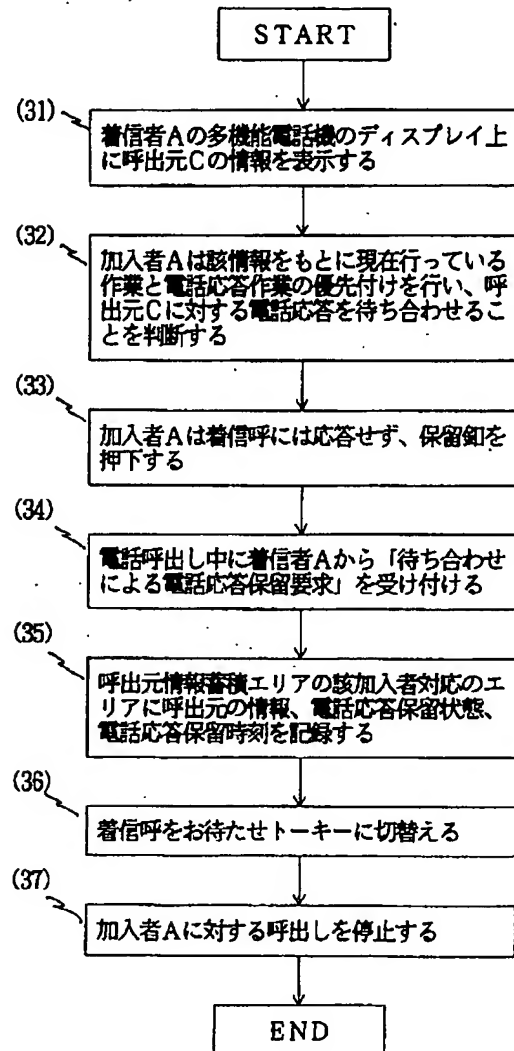 START
(31)
着信者Aの多機能電話機のディスプレイ上
に呼出元Cの情報を表示する
(32)
加入者Aは該情報をもとに現在行っている
作業と電話応答作業の優先付けを行い、呼
出元Cに対する電話応答を待ち合わせるこ
とを判断する
(33)
加入者Aは着信呼には応答せず、保留釦を
押下する
(34)
電話呼出し中に着信者Aから「待ち合わせ
による電話応答保留要求」を受け付ける
(35)
呼出元情報蓄積エリアの該加入者対応のエ
リアに呼出元の情報、電話応答保留状態、
電話応答保留時刻を記録する
(36)
着信呼をお待たせトーキーに切替える
(37)
加入者Aに対する呼出しを停止する
END